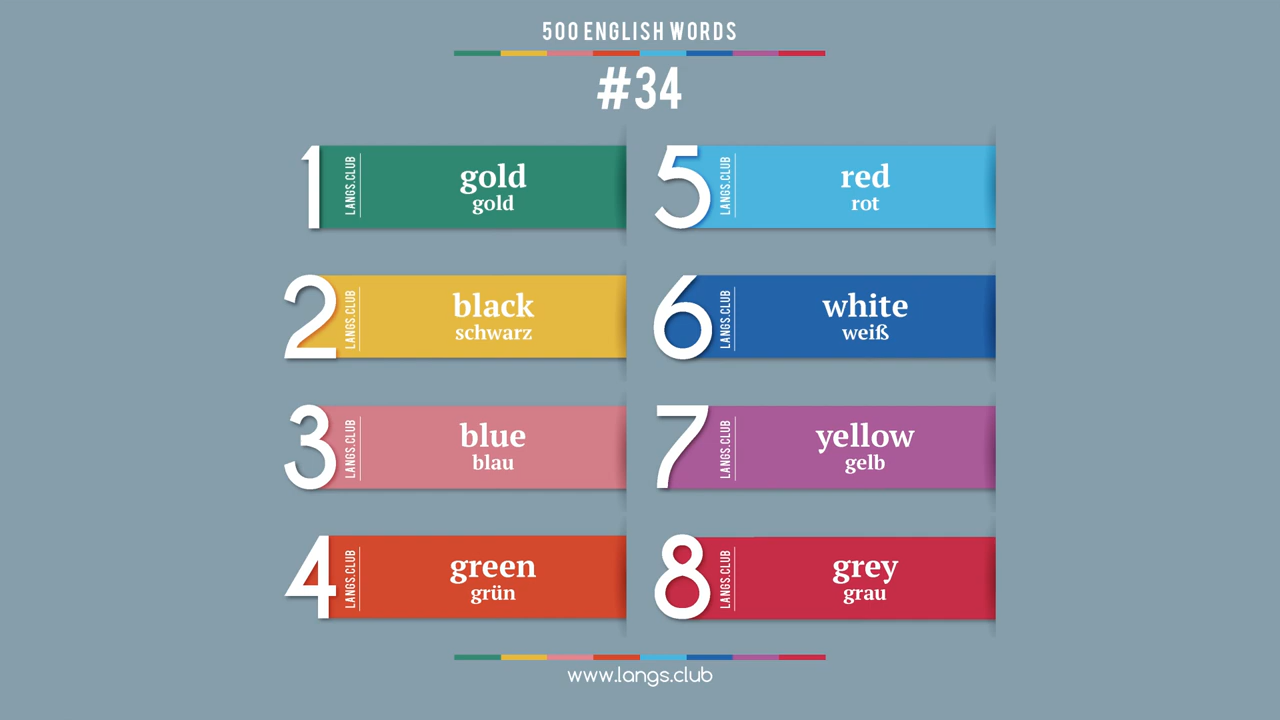 500 ENGLISH WORDS
#34
1
LANGS.CLUB
gold
gold
2
LANGS.CLUB
black
schwarz
3
LANGS.CLUB
blue
blau
4
LANGS.CLUB
green
grün
5
LANGS.CLUB
red
rot
6
LANGS.CLUB
white
weiß
7
LANGS.CLUB
yellow
gelb
8
LANGS.CLUB
grey
grau
www.langs.club